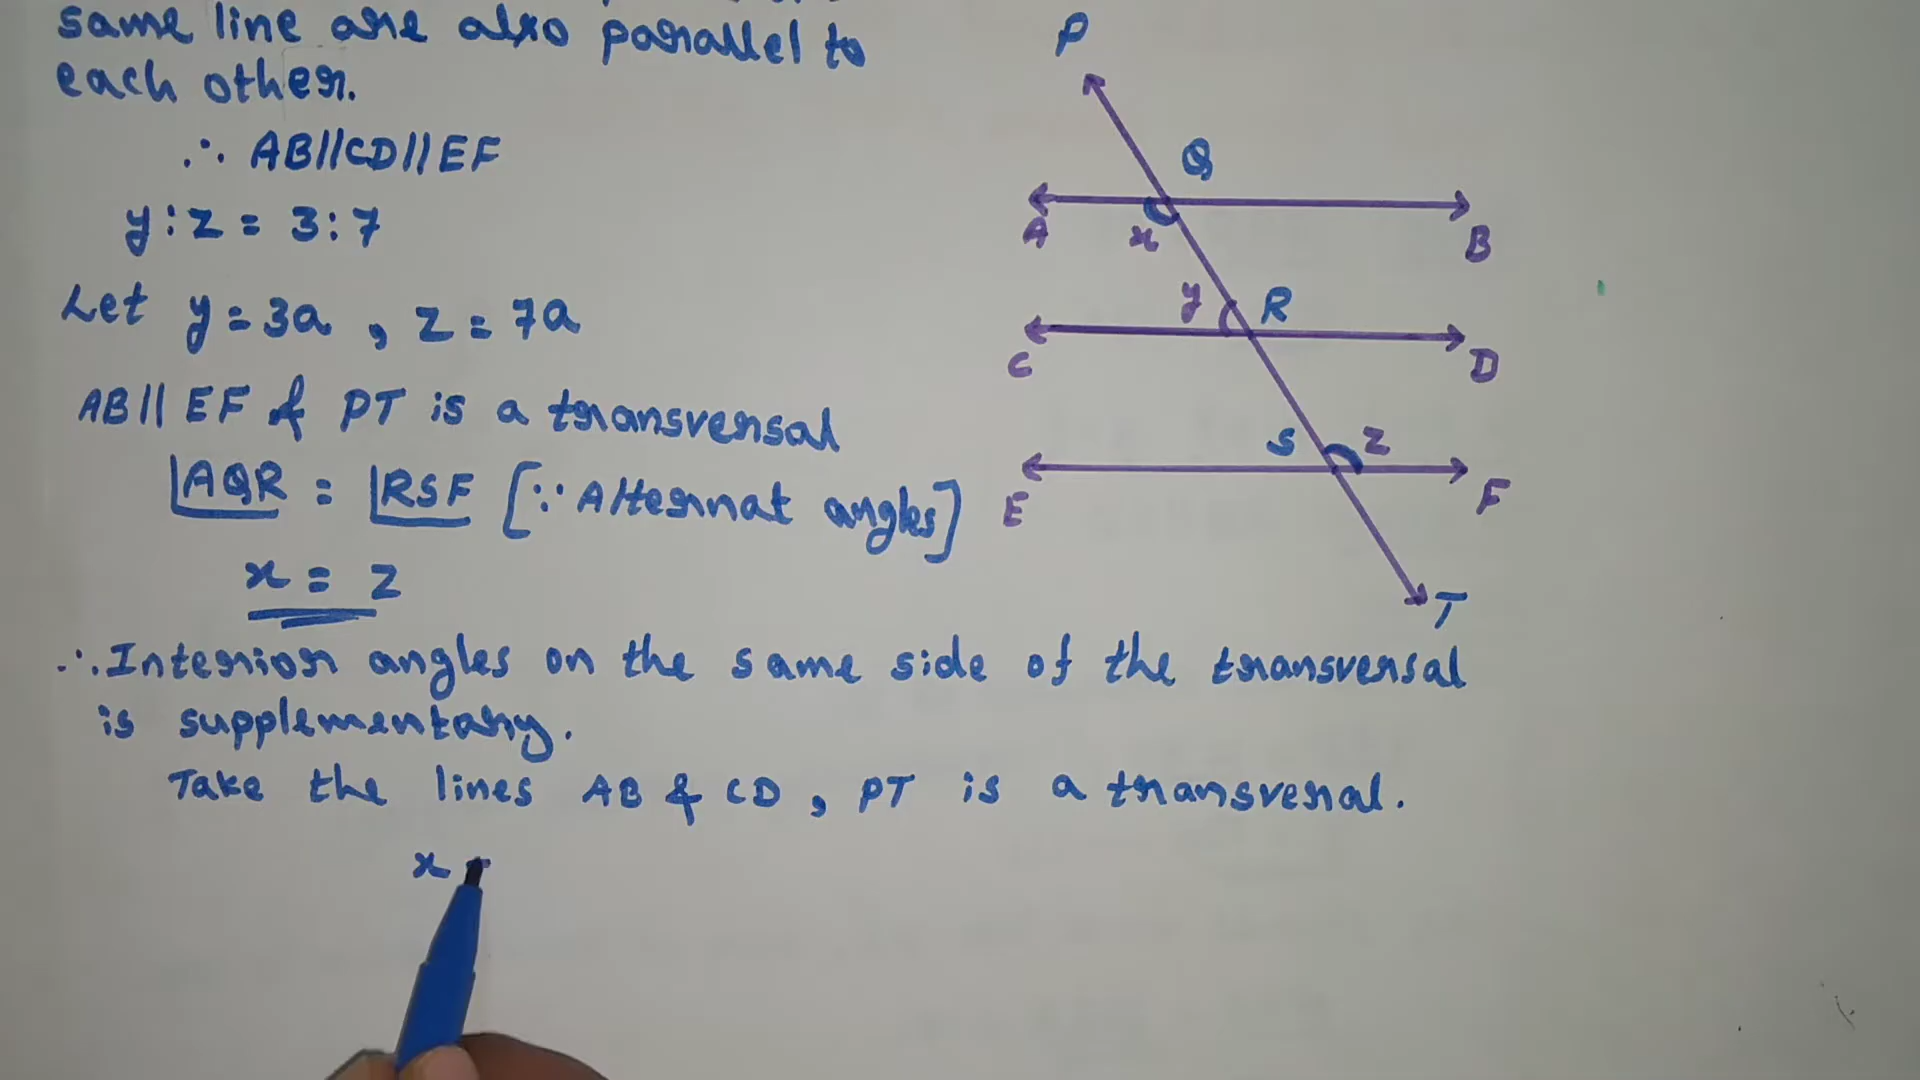 same line are also parallel to
each other.
∴ AB//CD//EF
y:z = 3:7
Let y=3a , z=7a
AB// EF & PT is a transversal
∠AQR = ∠RSF [∵ Alternat angles]
x = z
∴ Interior angles on the same side of the transversal
is supplementary.
Take the lines AB & CD , PT is a transveral.
x
P
Q
A
x
B
y
R
C
D
S
z
E
F
T